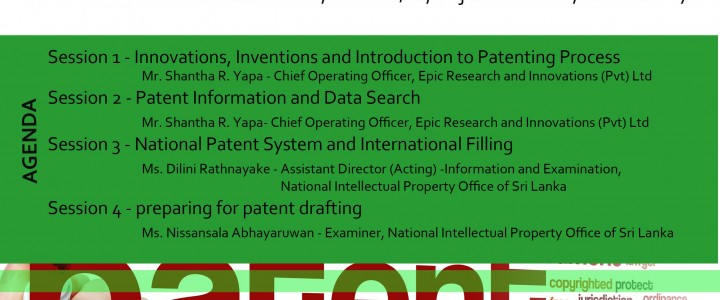 AGENDA
Session 1 - Innovations, Inventions and Introduction to Patenting Process
Mr. Shantha R. Yapa - Chief Operating Officer, Epic Research and Innovations (Pvt) Ltd
Session 2 - Patent Information and Data Search
Mr. Shantha R. Yapa- Chief Operating Officer, Epic Research and Innovations (Pvt) Ltd
Session 3 - National Patent System and International Filling
Ms. Dilini Rathnayake - Assistant Director (Acting) -Information and Examination,
National Intellectual Property Office of Sri Lanka
Session 4 - preparing for patent drafting
Ms. Nissansala Abhayaruwan - Examiner, National Intellectual Property Office of Sri Lanka
copyrighted protect
jurisdiction ordinance